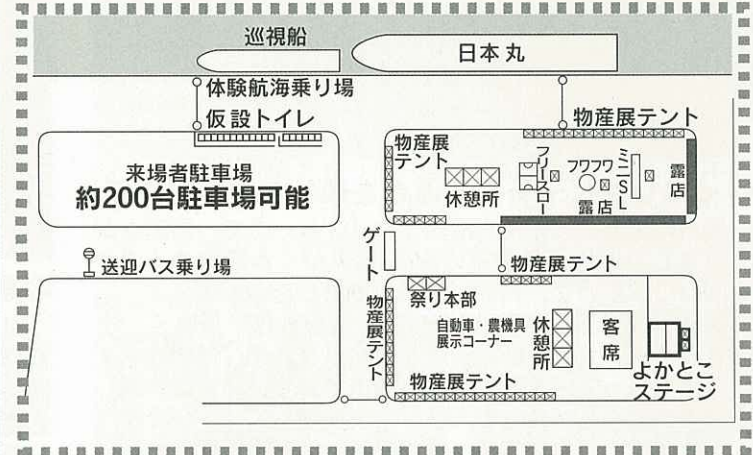 巡視船
日本丸
体験航海乗り場
仮設トイレ
物産展テント
来場者駐車場
約200台駐車場可能
物産展
テント
休憩所
フリースロー
フワフワ
ミニSL
露店
露店
送迎バス乗り場
ゲート
物産展テント
祭り本部
物産展テント
自動車・農機具
展示コーナー
休憩所
客席
よかとこ
ステージ
物産展テント